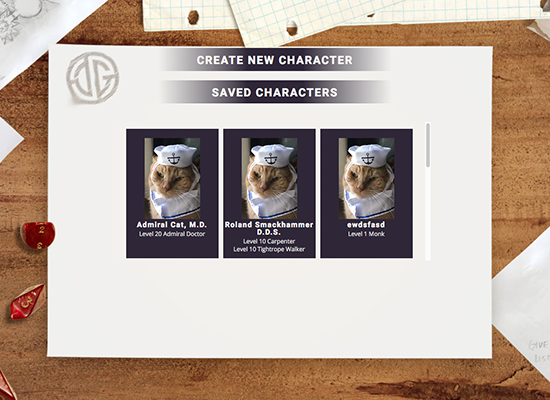 CREATE NEW CHARACTER
SAVED CHARACTERS
Admiral Cat, M.D.
Level 20 Admiral Doctor
Roland Smackhammer
D.D.S.
Level 10 Carpenter
Level 10 Tightrope Walker
ewdsfasd
Level 1 Monk
GIVE